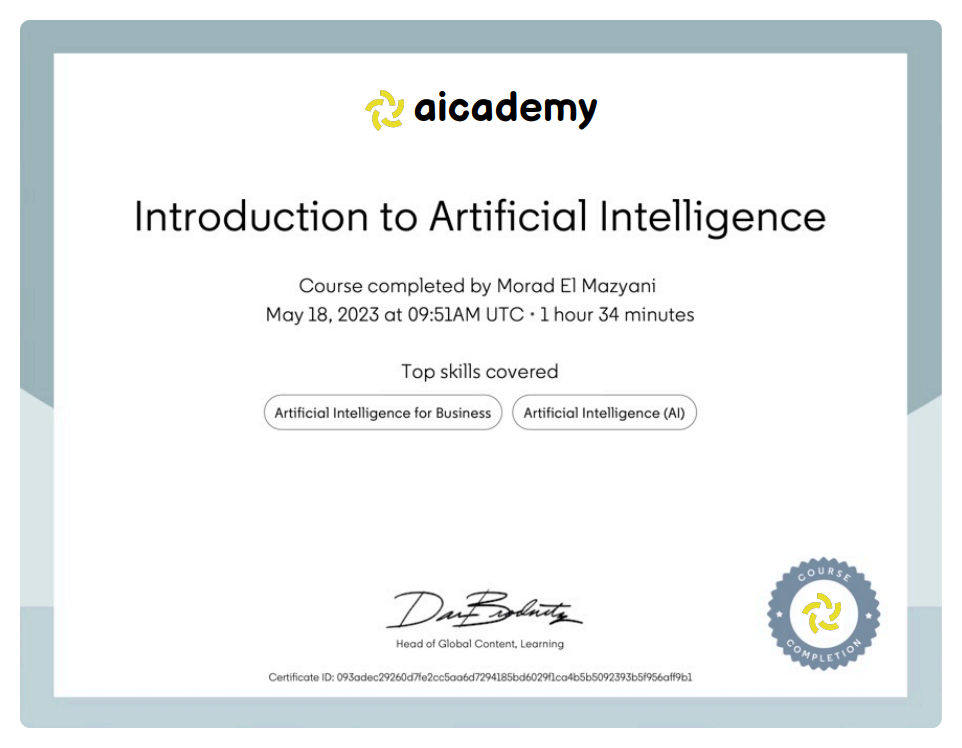 aicademy
Introduction to Artificial Intelligence
Course completed by Morad El Mazyani
May 18, 2023 at 09:51AM UTC • 1 hour 34 minutes
Top skills covered
Artificial Intelligence for Business
Artificial Intelligence (AI)
Dan Brodnitz
Head of Global Content, Learning
COURSE
COMPLETION
Certificate ID: 093adec29260d7fe2cc5aa6d7294185bd6029f1ca4b5b5092393b5f956aff9b1